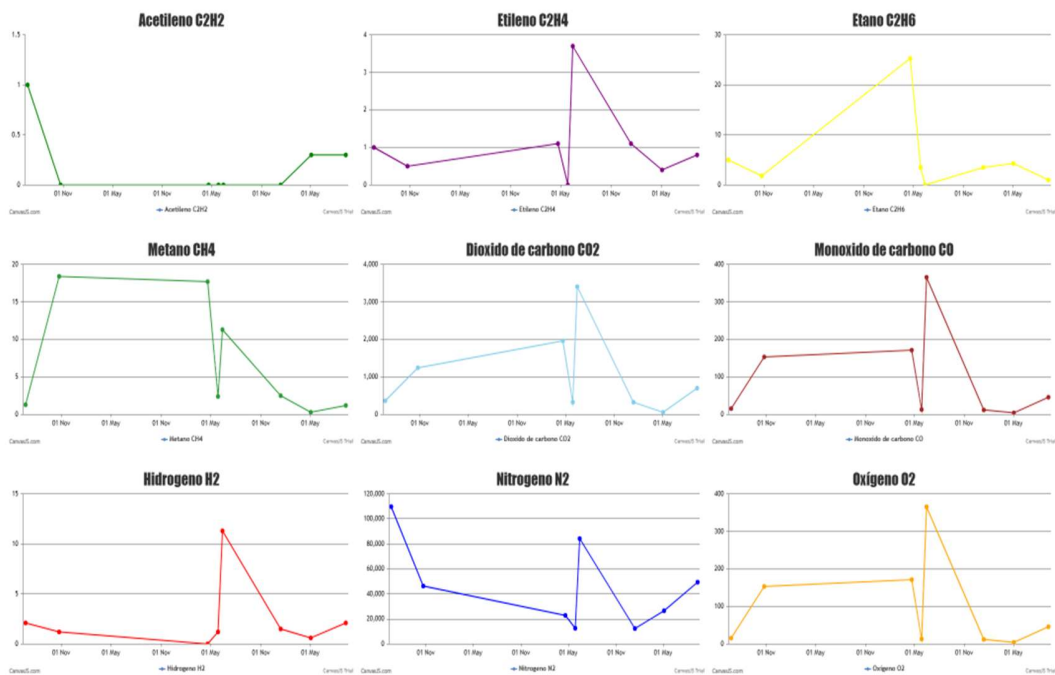 Acetileno C2H2
1.5
1
0.5
0
01 Nov 01 May 01 Nov 01 May 01 Nov 01 May
Acetileno C2H2
CanvasJS.com
CanvasJS Trial
Etileno C2H4
4
3
2
1
0
01 Nov 01 May 01 Nov 01 May 01 Nov 01 May
Etileno C2H4
CanvasJS.com
CanvasJS Trial
Etano C2H6
30
20
10
0
01 Nov 01 May 01 Nov 01 May 01 Nov 01 May
Etano C2H6
CanvasJS.com
CanvasJS Trial
Metano CH4
20
15
10
5
0
01 Nov 01 May 01 Nov 01 May 01 Nov 01 May
Metano CH4
CanvasJS.com
CanvasJS Trial
Dioxido de carbono CO2
4,000
3,000
2,000
1,000
0
01 Nov 01 May 01 Nov 01 May 01 Nov 01 May
Dioxido de carbono CO2
CanvasJS.com
CanvasJS Trial
Monoxido de carbono CO
400
300
200
100
0
01 Nov 01 May 01 Nov 01 May 01 Nov 01 May
Monoxido de carbono CO
CanvasJS.com
CanvasJS Trial
Hidrogeno H2
15
10
5
0
01 Nov 01 May 01 Nov 01 May 01 Nov 01 May
Hidrogeno H2
CanvasJS.com
CanvasJS Trial
Nitrogeno N2
120,000
100,000
80,000
60,000
40,000
20,000
0
01 Nov 01 May 01 Nov 01 May 01 Nov 01 May
Nitrogeno N2
CanvasJS.com
CanvasJS Trial
Oxígeno O2
400
300
200
100
0
01 Nov 01 May 01 Nov 01 May 01 Nov 01 May
Oxígeno O2
CanvasJS.com
CanvasJS Trial